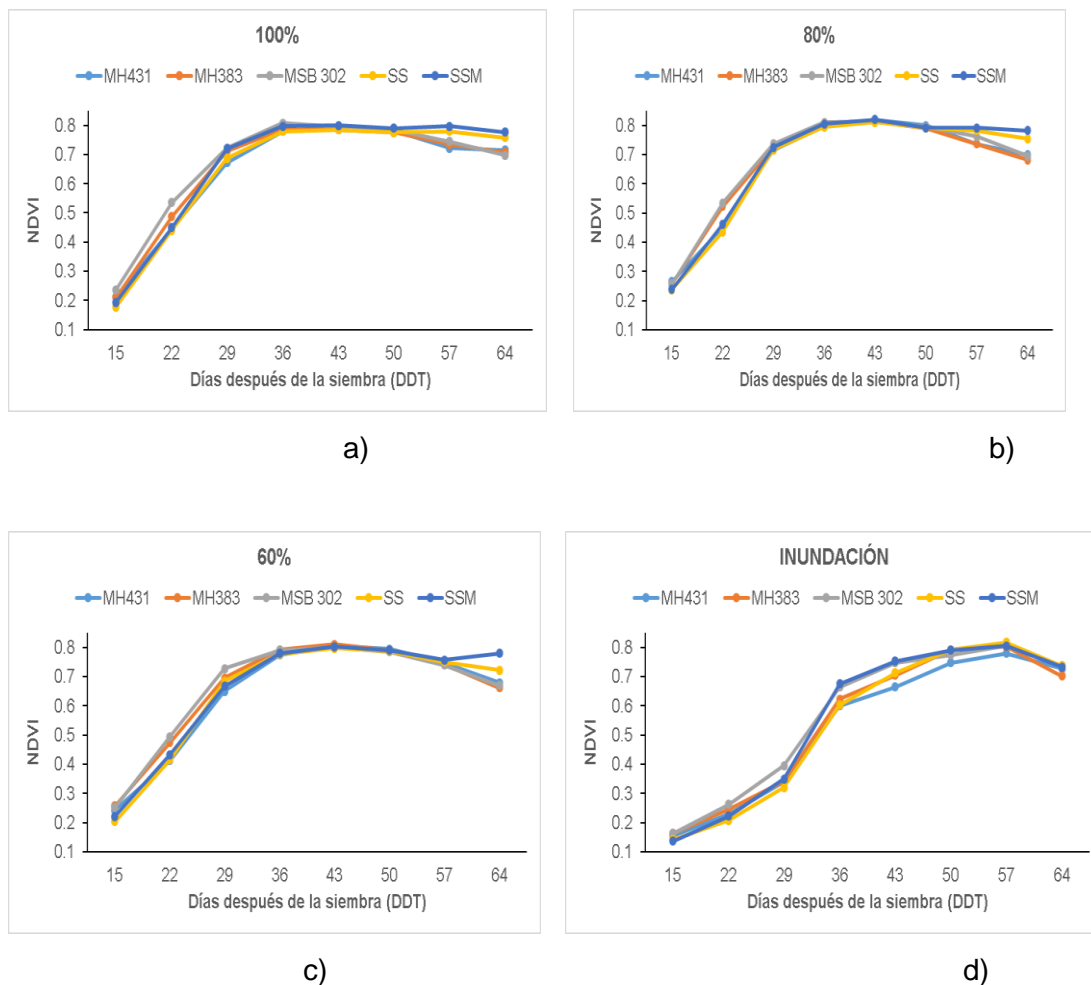 100%
MH431 MH383 MSB 302 SS SSM
0.8
0.7
0.6
0.5
0.4
0.3
0.2
0.1
NDVI
15 22 29 36 43 50 57 64
Días después de la siembra (DDT)
a)
80%
MH431 MH383 MSB 302 SS SSM
0.8
0.7
0.6
0.5
0.4
0.3
0.2
0.1
NDVI
15 22 29 36 43 50 57 64
Días después de la siembra (DDT)
b)
60%
MH431 MH383 MSB 302 SS SSM
0.8
0.7
0.6
0.5
0.4
0.3
0.2
0.1
NDVI
15 22 29 36 43 50 57 64
Días después de la siembra (DDT)
c)
INUNDACIÓN
MH431 MH383 MSB 302 SS SSM
0.8
0.7
0.6
0.5
0.4
0.3
0.2
0.1
NDVI
15 22 29 36 43 50 57 64
Días después de la siembra (DDT)
d)